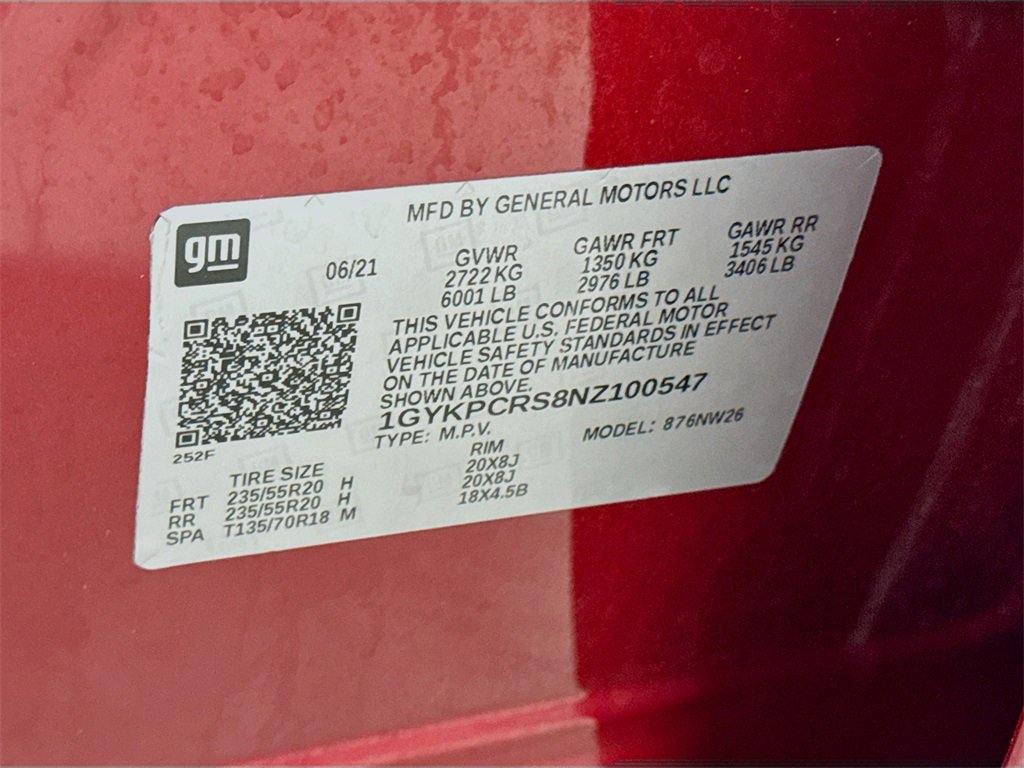 MFD BY GENERAL MOTORS LLC
gm
06/21
GVWR GAWR FRT GAWR RR
2722 KG 1350 KG 1545 KG
6001 LB 2976 LB 3406 LB
THIS VEHICLE CONFORMS TO ALL
APPLICABLE U.S. FEDERAL MOTOR
VEHICLE SAFETY STANDARDS IN EFFECT
ON THE DATE OF MANUFACTURE
SHOWN ABOVE.
1GYKPCRS8NZ100547
TYPE: M.P.V. MODEL: 876NW26
252F
TIRE SIZE RIM
FRT 235/55R20 H 20X8J
RR 235/55R20 H 20X8J
SPA T135/70R18 M 18X4.5B